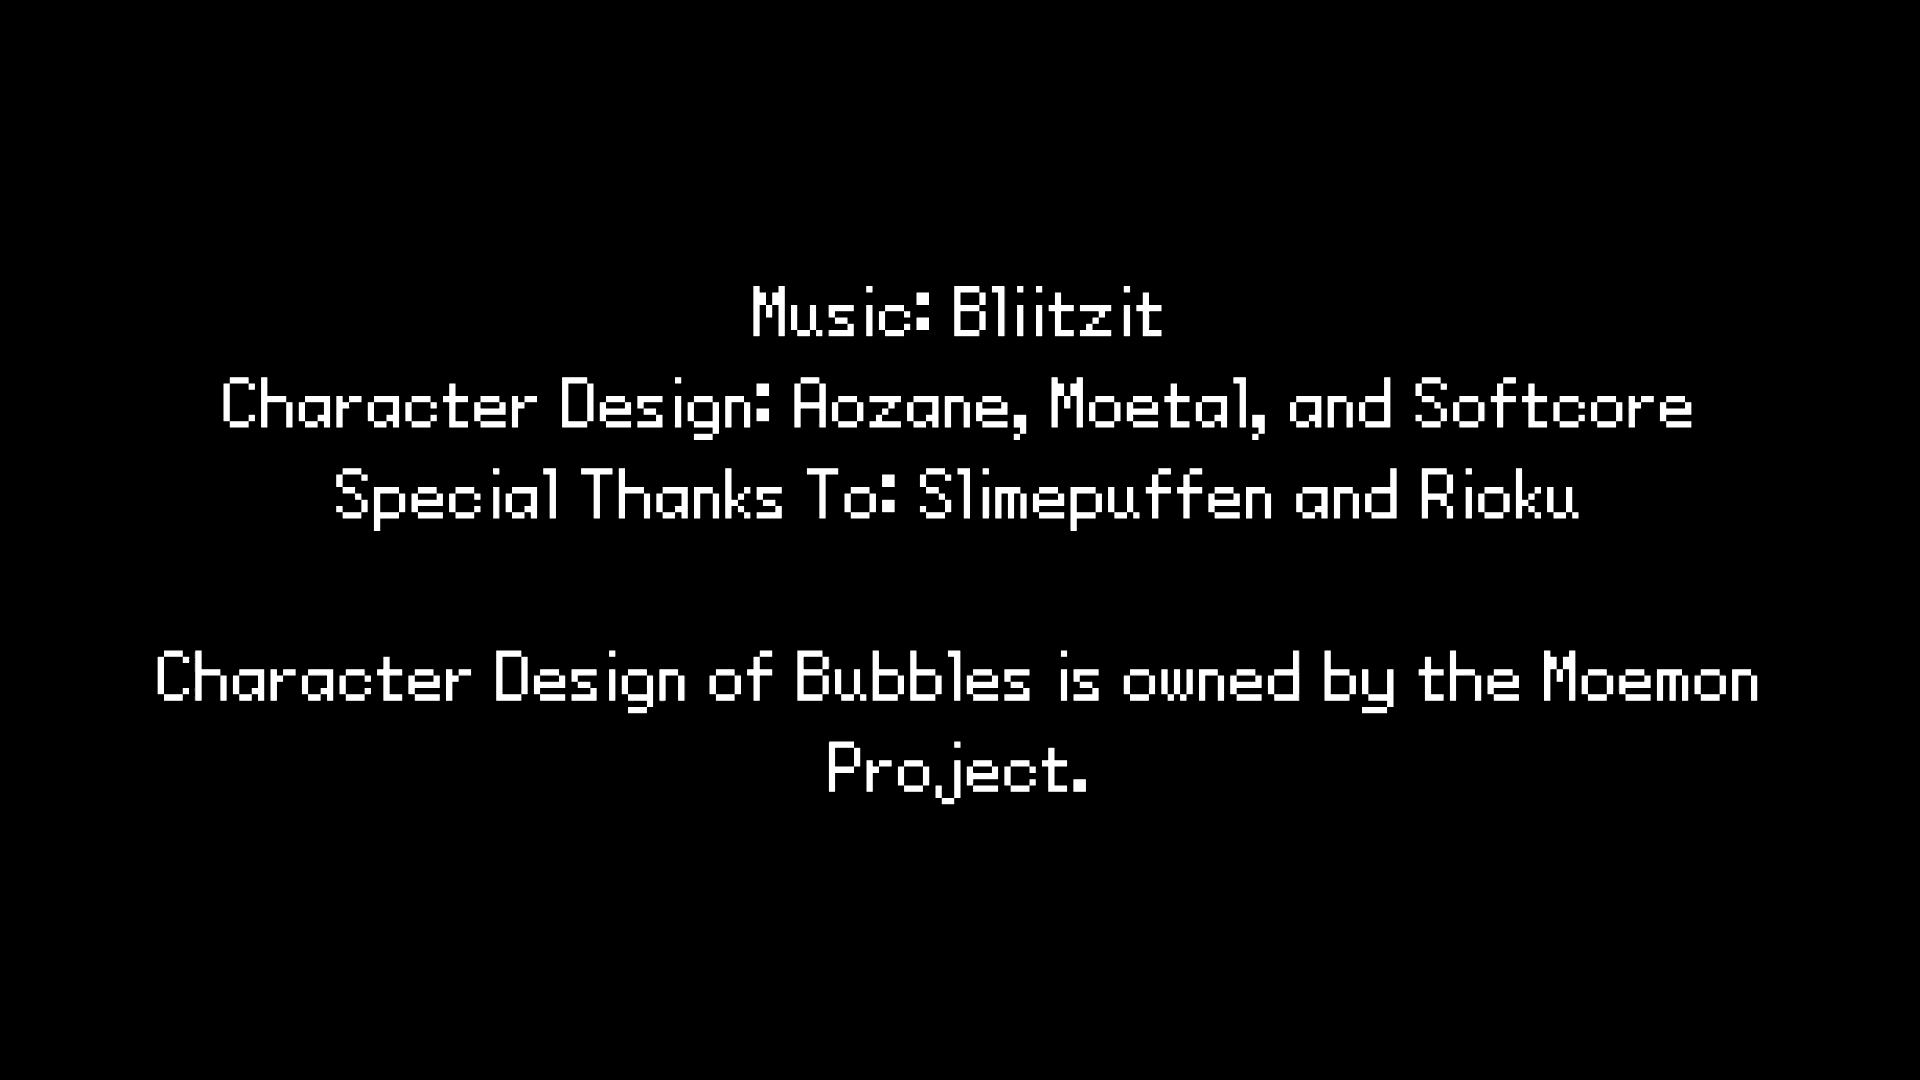 Music: Bliitzit
Character Design: Aozane, Moetal, and Softcore
Special Thanks To: Slimepuffen and Rioku
Character Design of Bubbles is owned by the Moemon
Project.